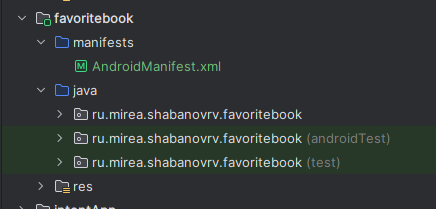 favoritebook
manifests
AndroidManifest.xml
java
ru.mirea.shabanovrv.favoritebook
ru.mirea.shabanovrv.favoritebook (androidTest)
ru.mirea.shabanovrv.favoritebook (test)
res
intentApp